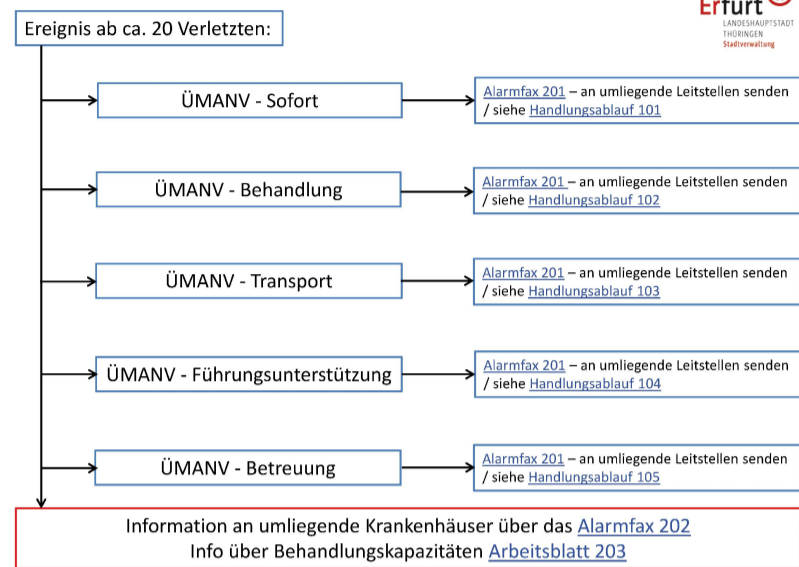 Erfurt
LANDESHAUPTSTADT
THÜRINGEN
Stadtverwaltung
Ereignis ab ca. 20 Verletzten:
ÜMANV - Sofort
Alarmfax 201 – an umliegende Leitstellen senden
/ siehe Handlungsablauf 101
ÜMANV - Behandlung
Alarmfax 201 – an umliegende Leitstellen senden
/ siehe Handlungsablauf 102
ÜMANV - Transport
Alarmfax 201 – an umliegende Leitstellen senden
/ siehe Handlungsablauf 103
ÜMANV - Führungsunterstützung
Alarmfax 201 – an umliegende Leitstellen senden
/ siehe Handlungsablauf 104
ÜMANV - Betreuung
Alarmfax 201 – an umliegende Leitstellen senden
/ siehe Handlungsablauf 105
Information an umliegende Krankenhäuser über das Alarmfax 202
Info über Behandlungskapazitäten Arbeitsblatt 203